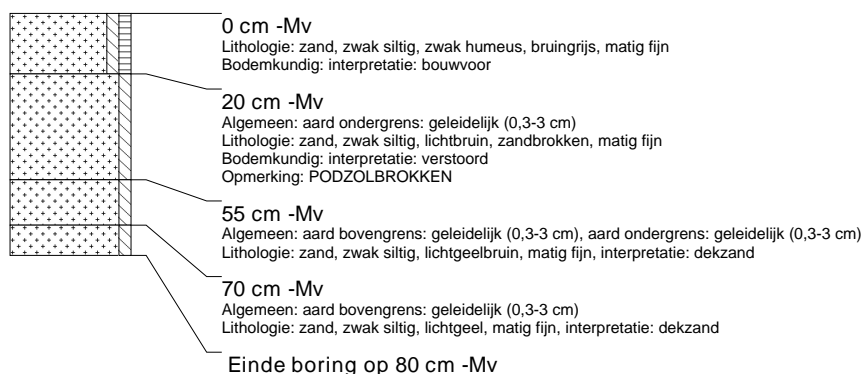 0 cm -Mv
Lithologie: zand, zwak siltig, zwak humeus, bruingrijs, matig fijn
Bodemkundig: interpretatie: bouwvoor
20 cm -Mv
Algemeen: aard ondergrens: geleidelijk (0,3-3 cm)
Lithologie: zand, zwak siltig, lichtbruin, zandbrokken, matig fijn
Bodemkundig: interpretatie: verstoord
Opmerking: PODZOLBROKKEN
55 cm -Mv
Algemeen: aard bovengrens: geleidelijk (0,3-3 cm), aard ondergrens: geleidelijk (0,3-3 cm)
Lithologie: zand, zwak siltig, lichtgeelbruin, matig fijn, interpretatie: dekzand
70 cm -Mv
Algemeen: aard bovengrens: geleidelijk (0,3-3 cm)
Lithologie: zand, zwak siltig, lichtgeel, matig fijn, interpretatie: dekzand
Einde boring op 80 cm -Mv